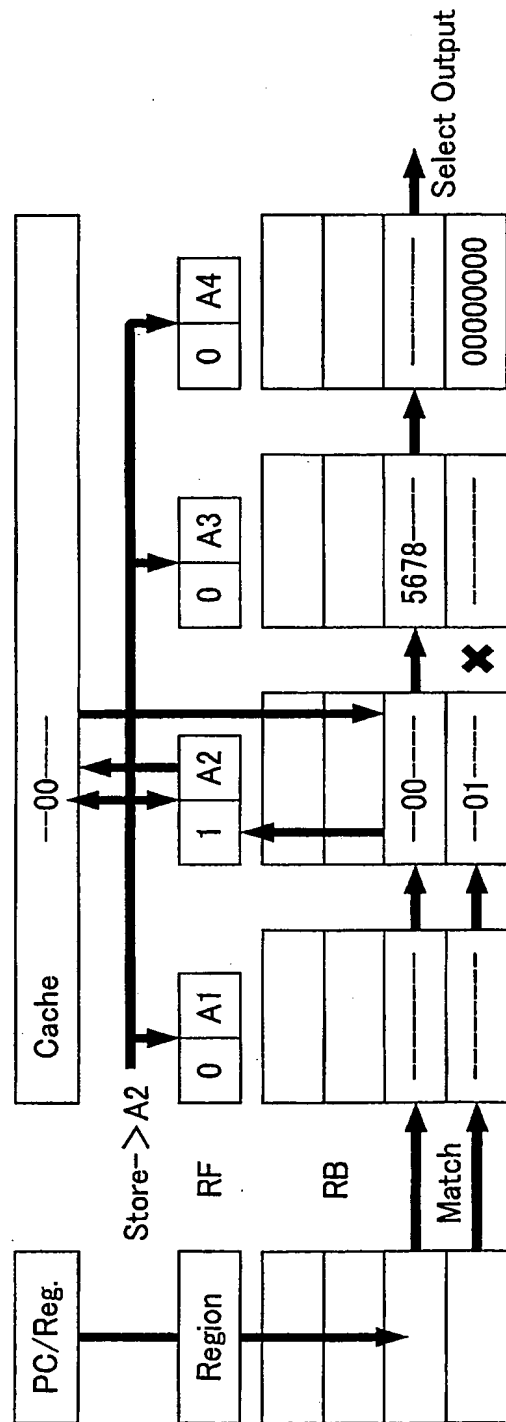 PC/Reg.
Cache
---00------
Store->A2
RF
Region
0 A1
1 A2
0 A3
0 A4
RB
Match
---------
---------
---00------
---01------
5678------
---------
---------
00000000
Select Output